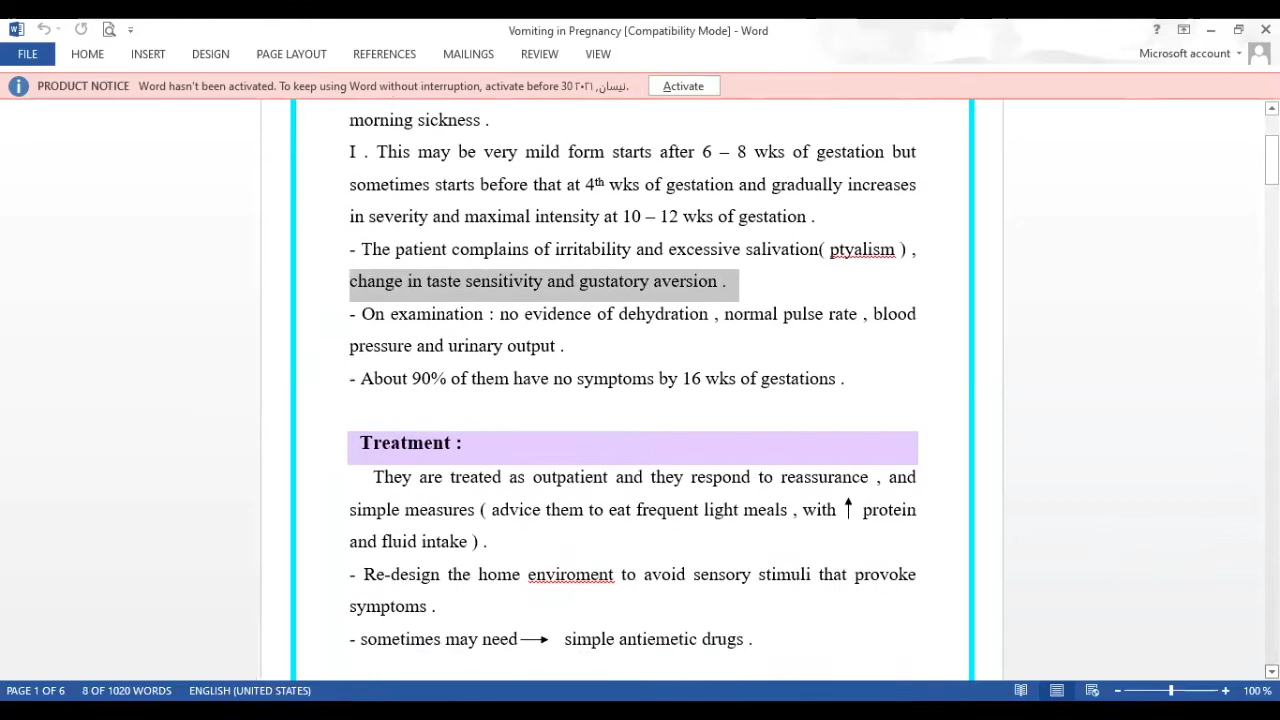 Vomiting in Pregnancy [Compatibility Mode] - Word
?
FILE HOME INSERT DESIGN PAGE LAYOUT REFERENCES MAILINGS REVIEW VIEW
Microsoft account
PRODUCT NOTICE Word hasn't been activated. To keep using Word without interruption, activate before 30 نيسان, ٢٠٢١.
Activate
morning sickness .
I . This may be very mild form starts after 6 – 8 wks of gestation but
sometimes starts before that at 4th wks of gestation and gradually increases
in severity and maximal intensity at 10 – 12 wks of gestation .
- The patient complains of irritability and excessive salivation( ptyalism ) ,
change in taste sensitivity and gustatory aversion .
- On examination : no evidence of dehydration , normal pulse rate , blood
pressure and urinary output .
- About 90% of them have no symptoms by 16 wks of gestations .
Treatment :
They are treated as outpatient and they respond to reassurance , and
simple measures ( advice them to eat frequent light meals , with ↑ protein
and fluid intake ) .
- Re-design the home enviroment to avoid sensory stimuli that provoke
symptoms .
- sometimes may need → simple antiemetic drugs .
PAGE 1 OF 6 8 OF 1020 WORDS ENGLISH (UNITED STATES)
100 %